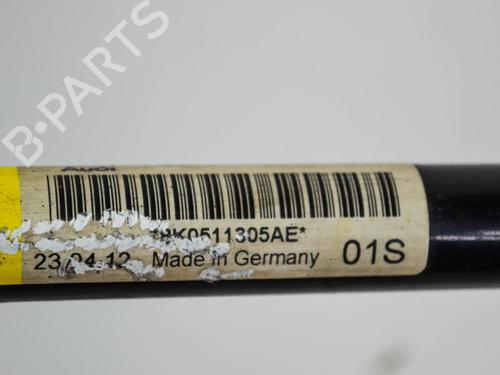 B-PARTS
Audi
*8K0511305AE*
23.04.12 Made in Germany 01S